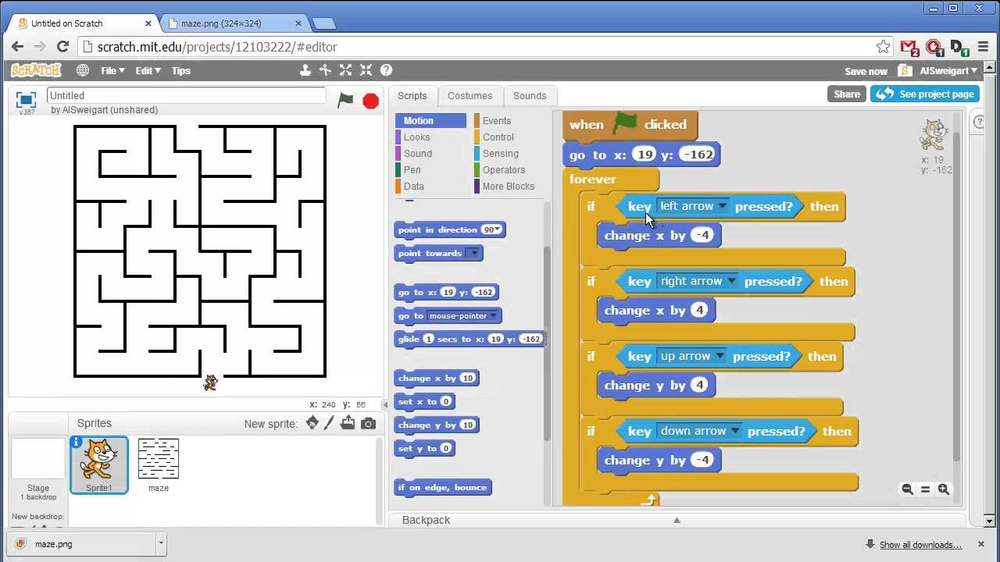 Untitled on Scratch
maze.png (324×324)
scratch.mit.edu/projects/12103222/#editor
2
1
1
SCRATCH
File Edit Tips
Save now
AlSweigart
v367
Untitled
by AlSweigart (unshared)
Scripts Costumes Sounds
Share
See project page
Motion
Looks
Sound
Pen
Data
Events
Control
Sensing
Operators
More Blocks
point in direction 90
point towards
go to x: 19 y: -162
go to mouse-pointer
glide 1 secs to x: 19 y: -162
change x by 10
set x to 0
change y by 10
set y to 0
if on edge, bounce
when clicked
go to x: 19 y: -162
forever
if key left arrow pressed? then
change x by -4
if key right arrow pressed? then
change x by 4
if key up arrow pressed? then
change y by 4
if key down arrow pressed? then
change y by -4
x: 19
y: -162
?
x: 240 y: 56
Sprites
New sprite:
Stage
1 backdrop
New backdrop:
Sprite1
maze
Backpack
maze.png
Show all downloads...